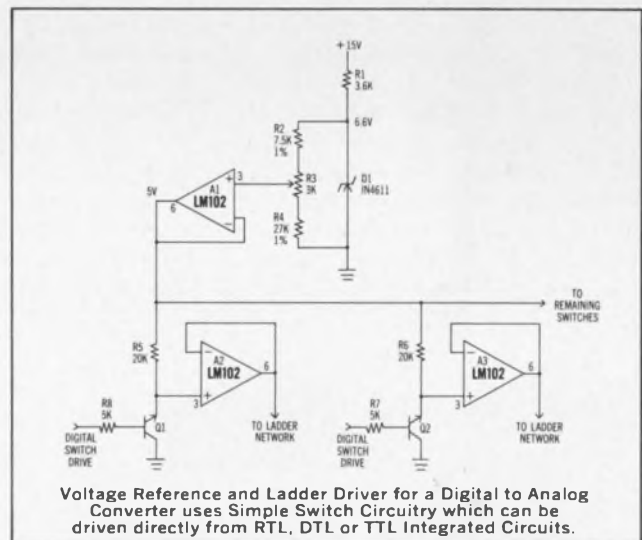 +15V
R1
3.6K
6.6V
R2
7.5K
1%
R3
3K
D1
IN4611
R4
27K
1%
5V
6
A1
LM102
+
3
−
TO
REMAINING
SWITCHES
R5
20K
−
A2
LM102
6
+
3
R8
5K
Q1
DIGITAL
SWITCH
DRIVE
TO LADDER
NETWORK
R6
20K
−
A3
LM102
6
+
3
R7
5K
Q2
DIGITAL
SWITCH
DRIVE
TO LADDER
NETWORK
Voltage Reference and Ladder Driver for a Digital to Analog
Converter uses Simple Switch Circuitry which can be
driven directly from RTL, DTL or TTL Integrated Circuits.